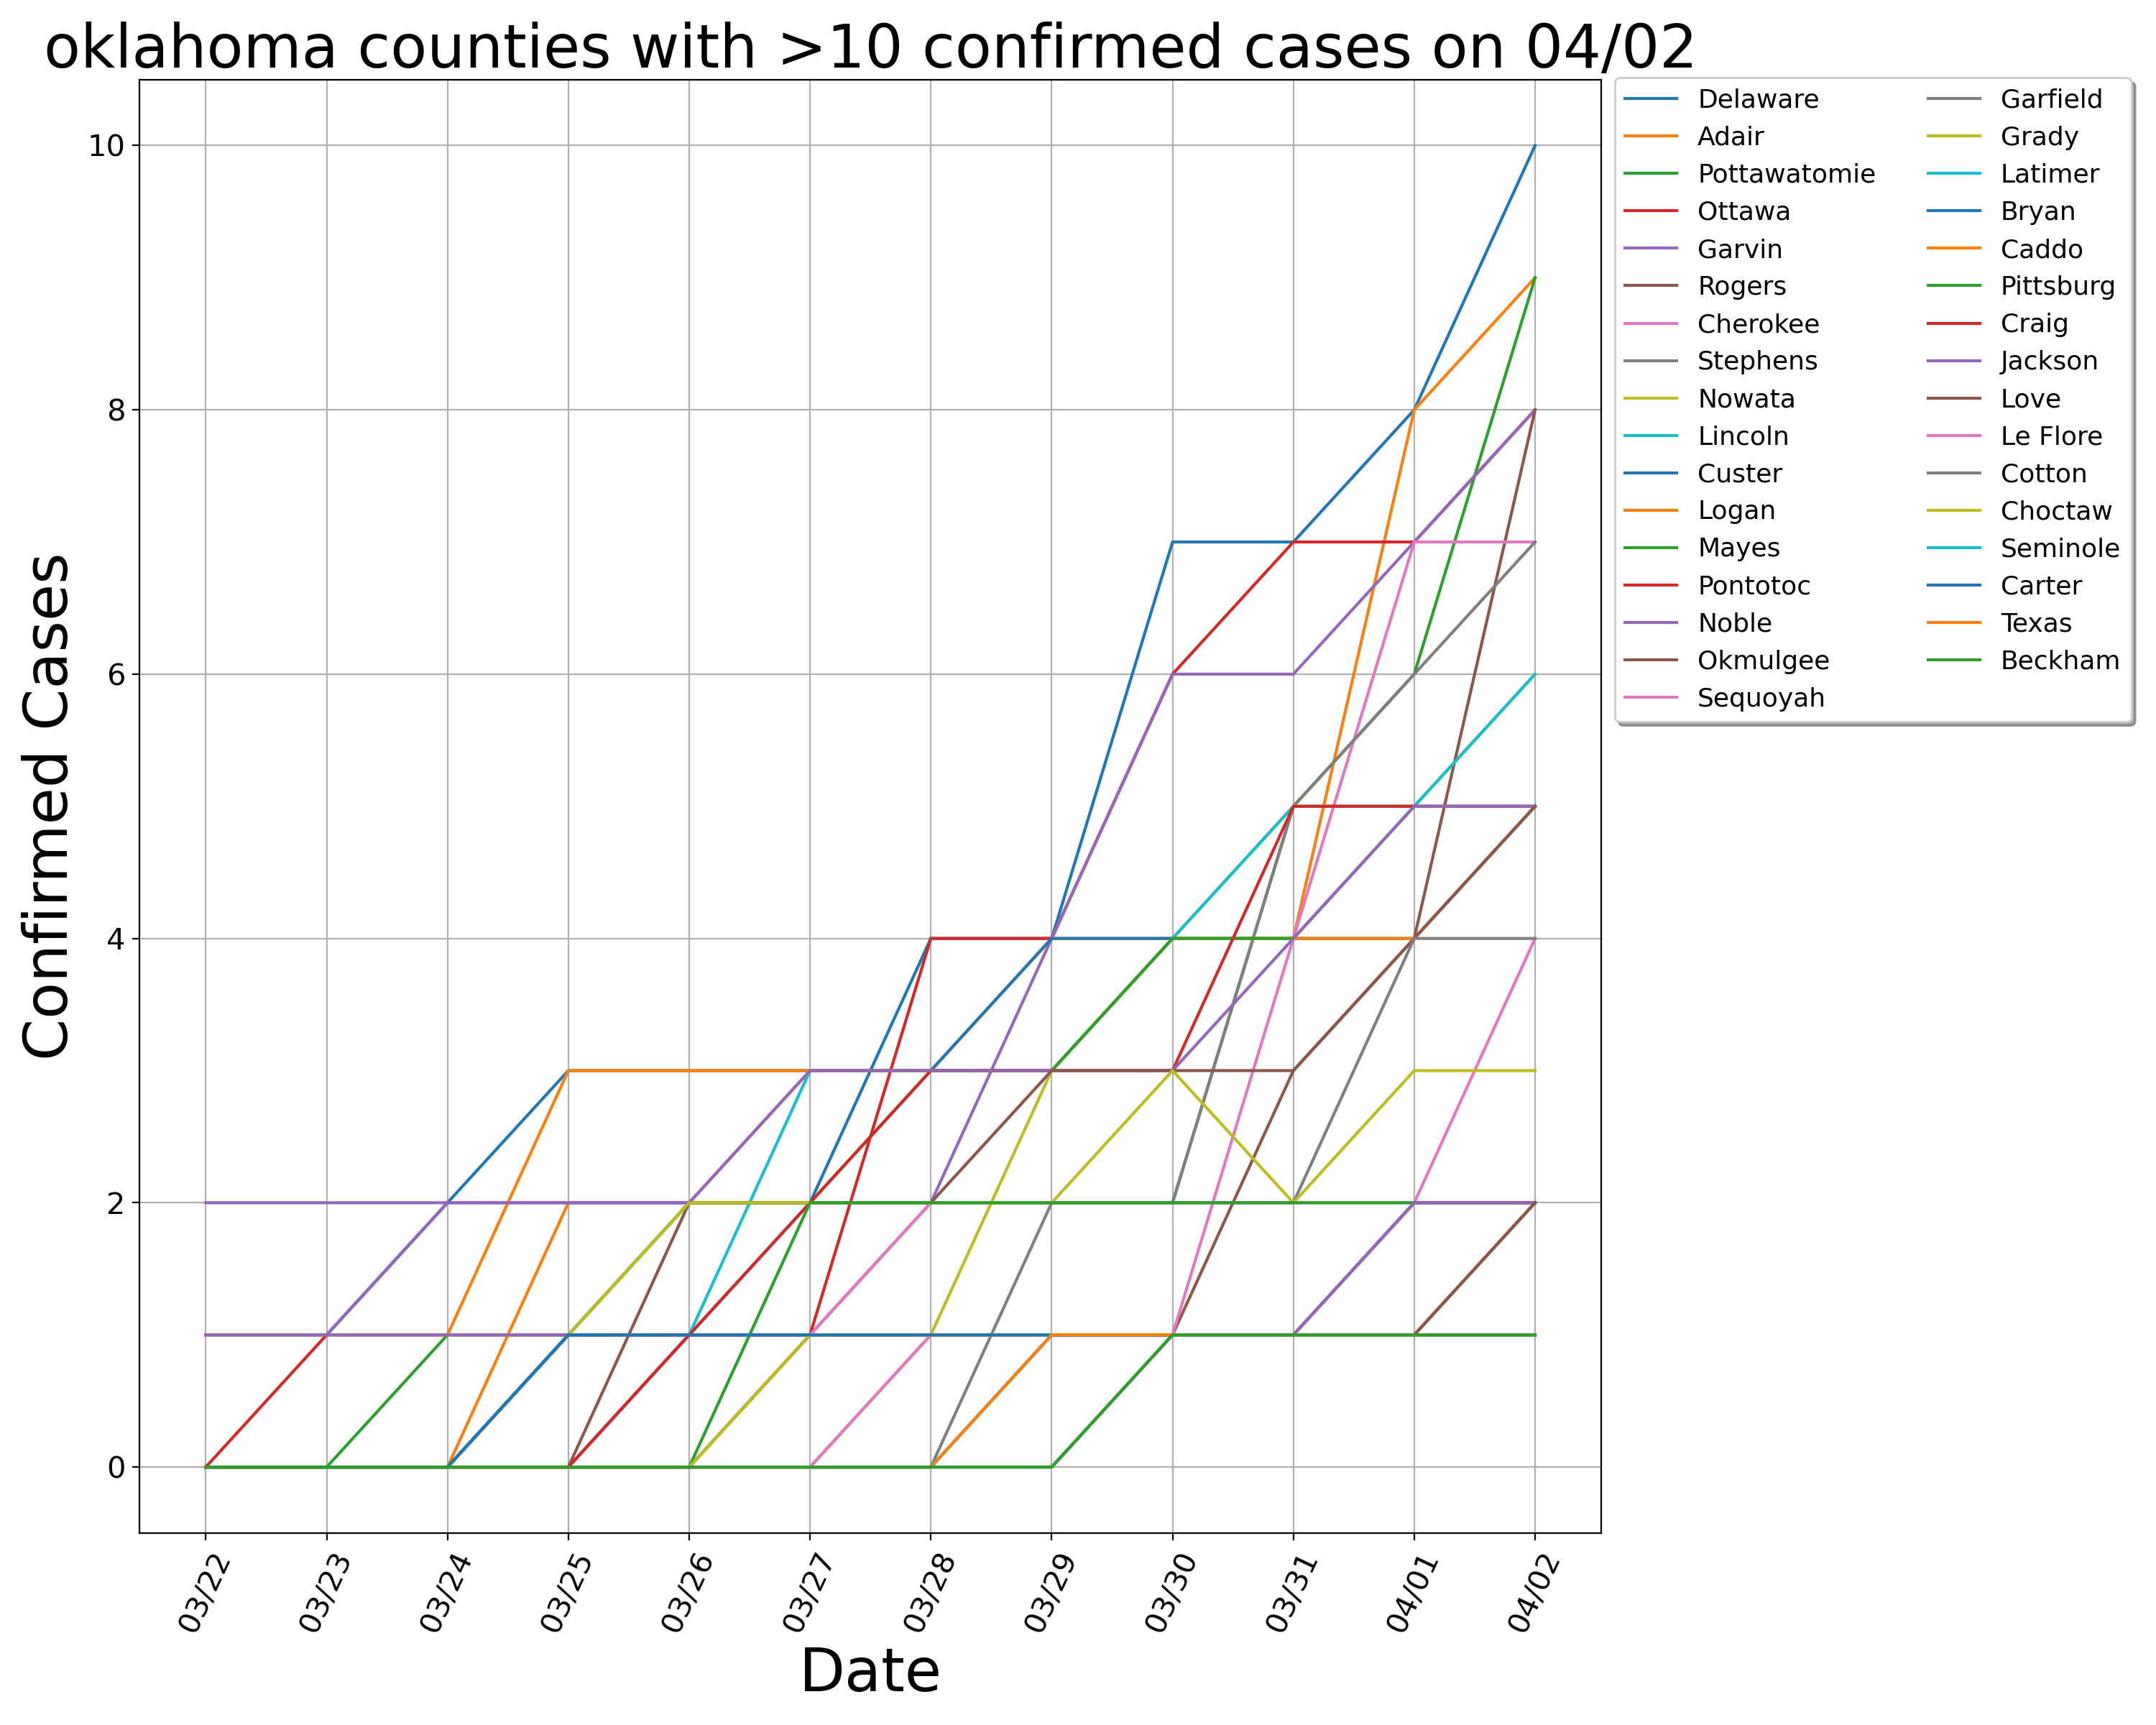 oklahoma counties with >10 confirmed cases on 04/02
Confirmed Cases
10
8
6
4
2
0
03/22
03/23
03/24
03/25
03/26
03/27
03/28
03/29
03/30
03/31
04/01
04/02
Date
Delaware
Adair
Pottawatomie
Ottawa
Garvin
Rogers
Cherokee
Stephens
Nowata
Lincoln
Custer
Logan
Mayes
Pontotoc
Noble
Okmulgee
Sequoyah
Garfield
Grady
Latimer
Bryan
Caddo
Pittsburg
Craig
Jackson
Love
Le Flore
Cotton
Choctaw
Seminole
Carter
Texas
Beckham